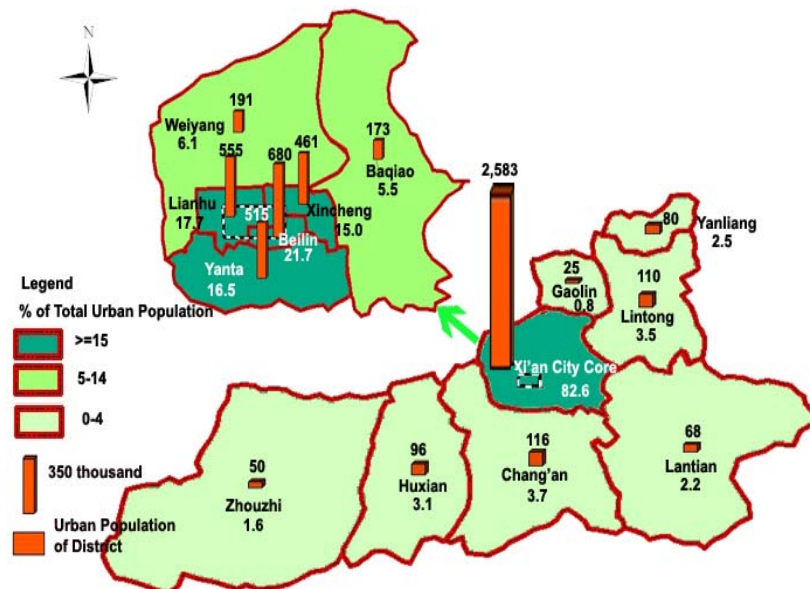 N
191
Weiyang
6.1
173
Baqiao
5.5
555
680
461
Lianhu
17.7
515
Xincheng
15.0
Beilin
21.7
Yanta
16.5
2,583
80
Yanliang
2.5
25
Gaolin
0.8
110
Lintong
3.5
Xi'an City Core
82.6
50
Zhouzhi
1.6
96
Huxian
3.1
116
Chang'an
3.7
68
Lantian
2.2
Legend
% of Total Urban Population
>=15
5-14
0-4
350 thousand
Urban Population
of District